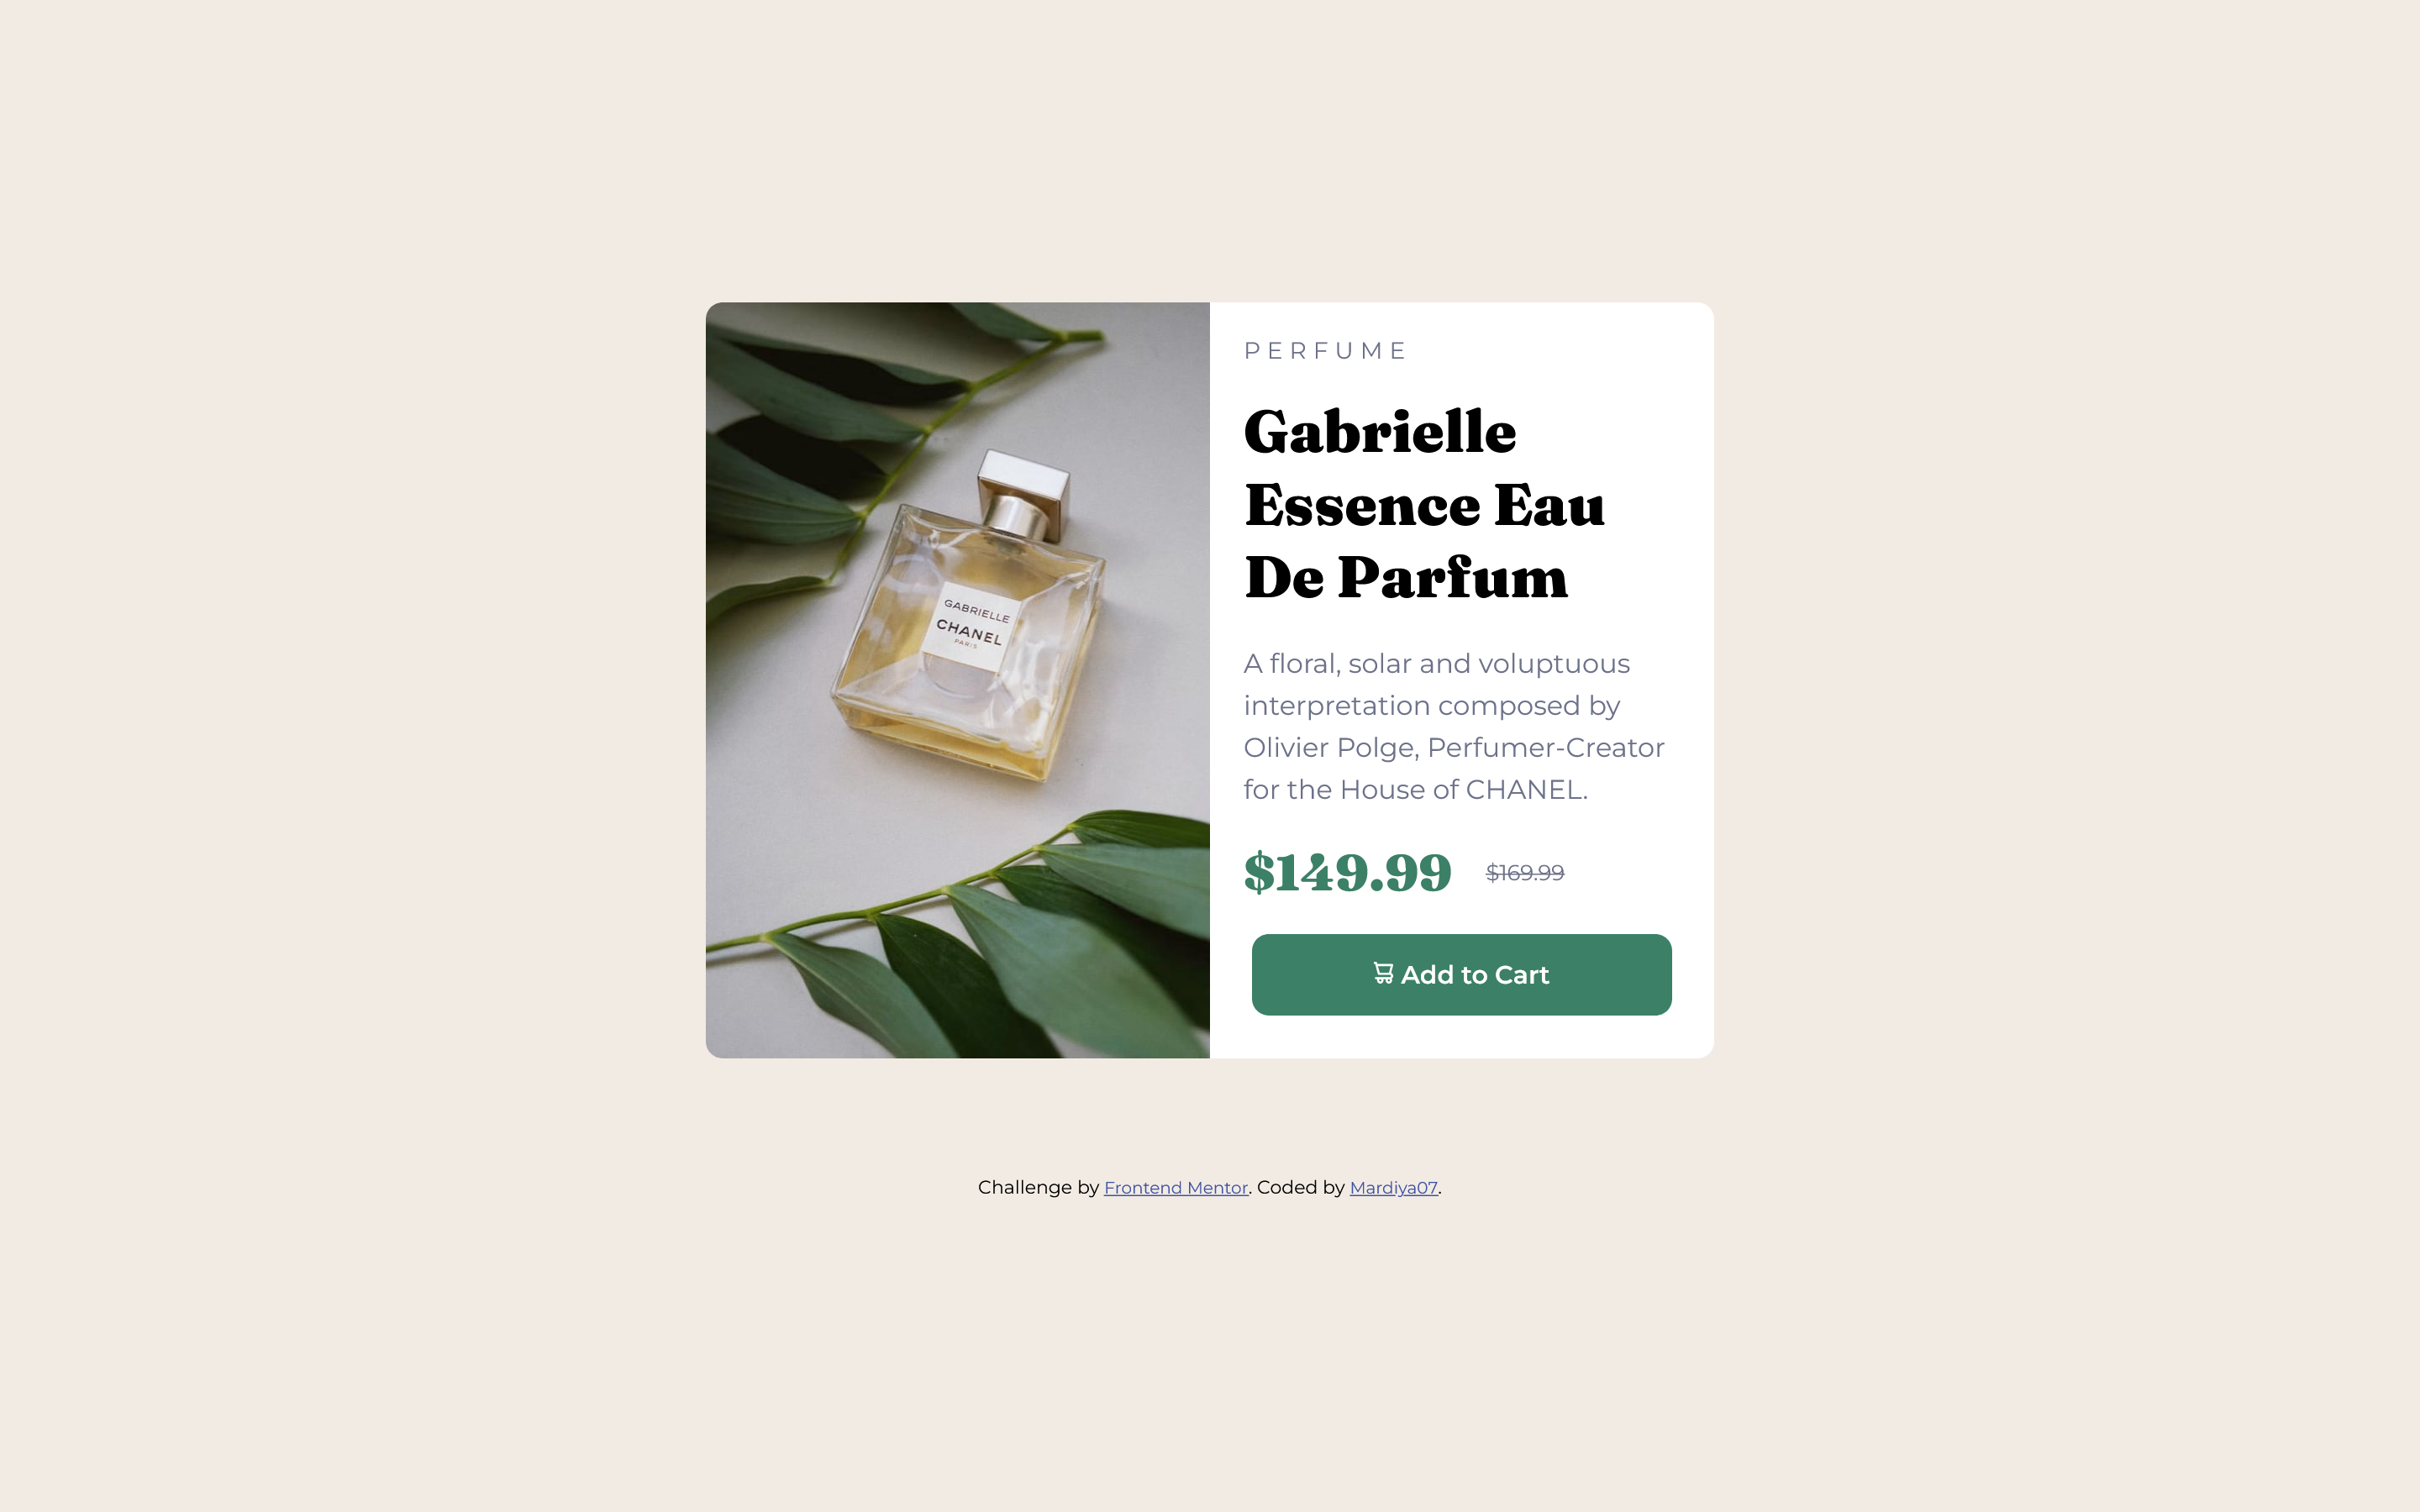 GABRIELLE
CHANEL
PARIS
PERFUME
Gabrielle
Essence Eau
De Parfum
A floral, solar and voluptuous
interpretation composed by
Olivier Polge, Perfumer-Creator
for the House of CHANEL.
$149.99 $169.99
Add to Cart
Challenge by Frontend Mentor. Coded by Mardiya07.